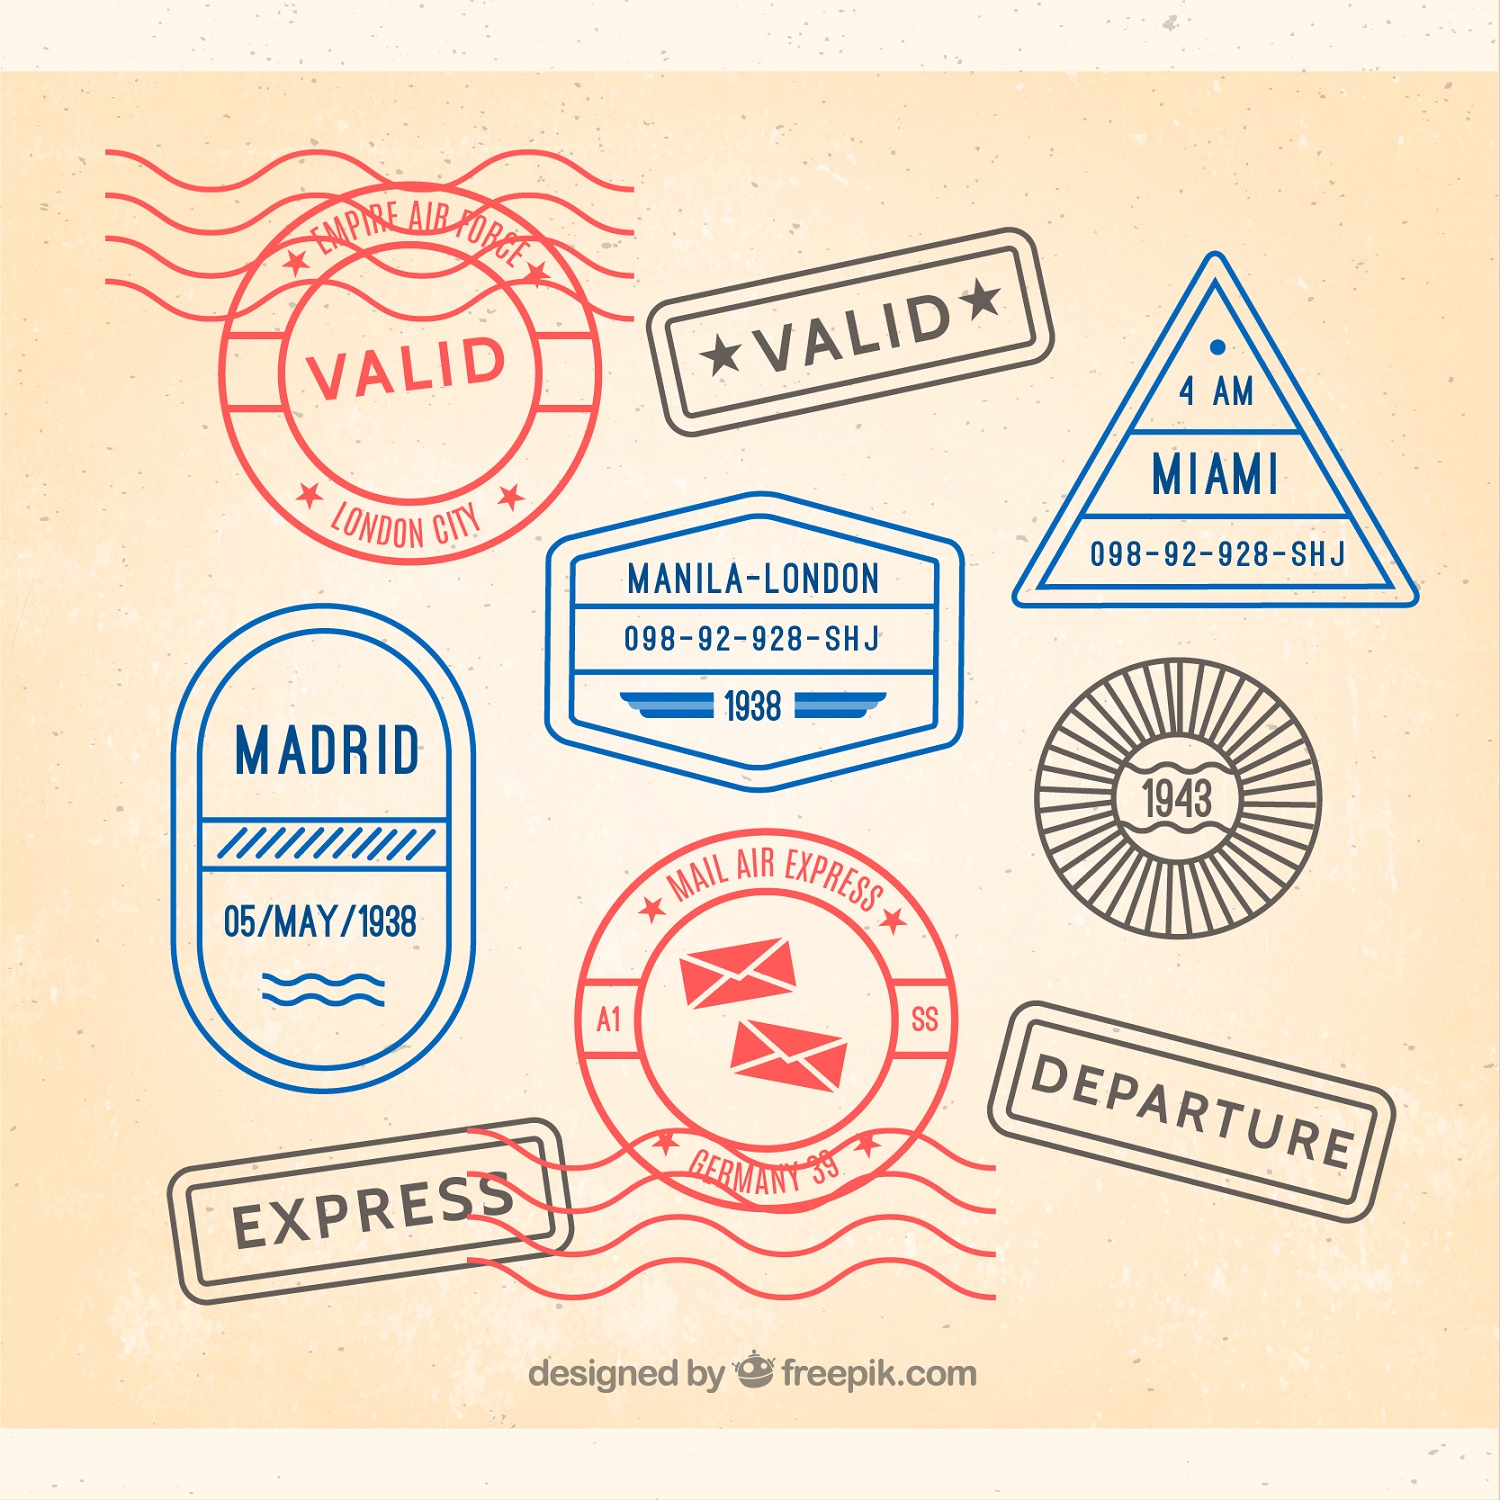 EMPIRE AIR FORCE
VALID
LONDON CITY
VALID
4 AM
MIAMI
098-92-928-SHJ
MANILA-LONDON
098-92-928-SHJ
1938
MADRID
05/MAY/1938
1943
MAIL AIR EXPRESS
A1
SS
GERMANY 39
DEPARTURE
EXPRESS
designed by freepik.com